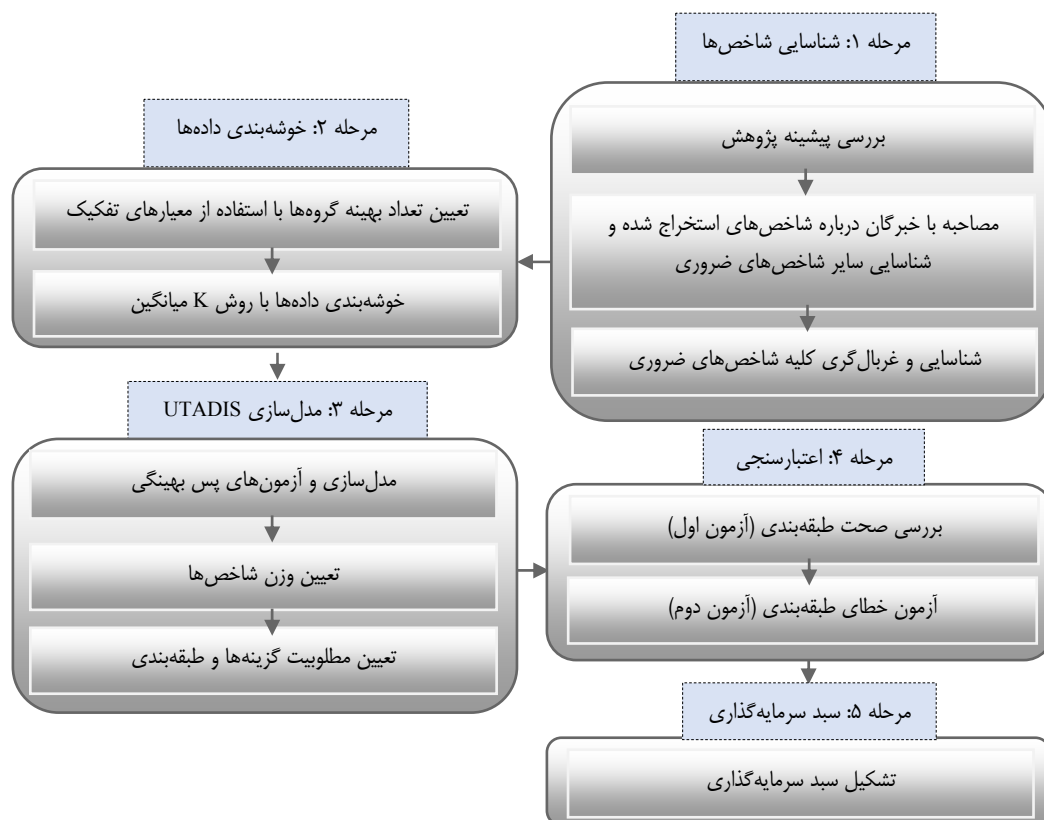 مرحله ۱: شناسایی شاخص‌ها
بررسی پیشینه پژوهش
مصاحبه با خبرگان درباره شاخص‌های استخراج شده و
شناسایی سایر شاخص‌های ضروری
شناسایی و غربال‌گری کلیه شاخص‌های ضروری
مرحله ۲: خوشه‌بندی داده‌ها
تعیین تعداد بهینه گروه‌ها با استفاده از معیارهای تفکیک
خوشه‌بندی داده‌ها با روش K میانگین
مرحله ۳: مدل‌سازی UTADIS
مدل‌سازی و آزمون‌های پس بهینگی
تعیین وزن شاخص‌ها
تعیین مطلوبیت گزینه‌ها و طبقه‌بندی
مرحله ۴: اعتبارسنجی
بررسی صحت طبقه‌بندی (آزمون اول)
آزمون خطای طبقه‌بندی (آزمون دوم)
مرحله ۵: سبد سرمایه‌گذاری
تشکیل سبد سرمایه‌گذاری